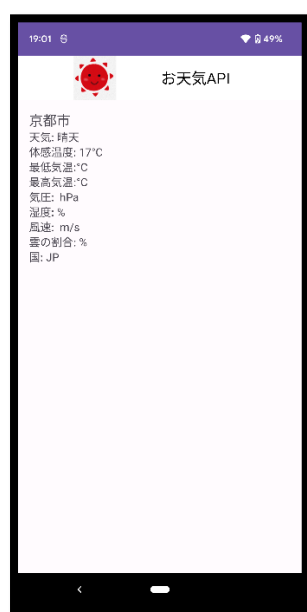 19:01 49%
お天気API
京都市
天気: 晴天
体感温度: 17°C
最低気温:°C
最高気温:°C
気圧: hPa
湿度: %
風速: m/s
雲の割合: %
国: JP